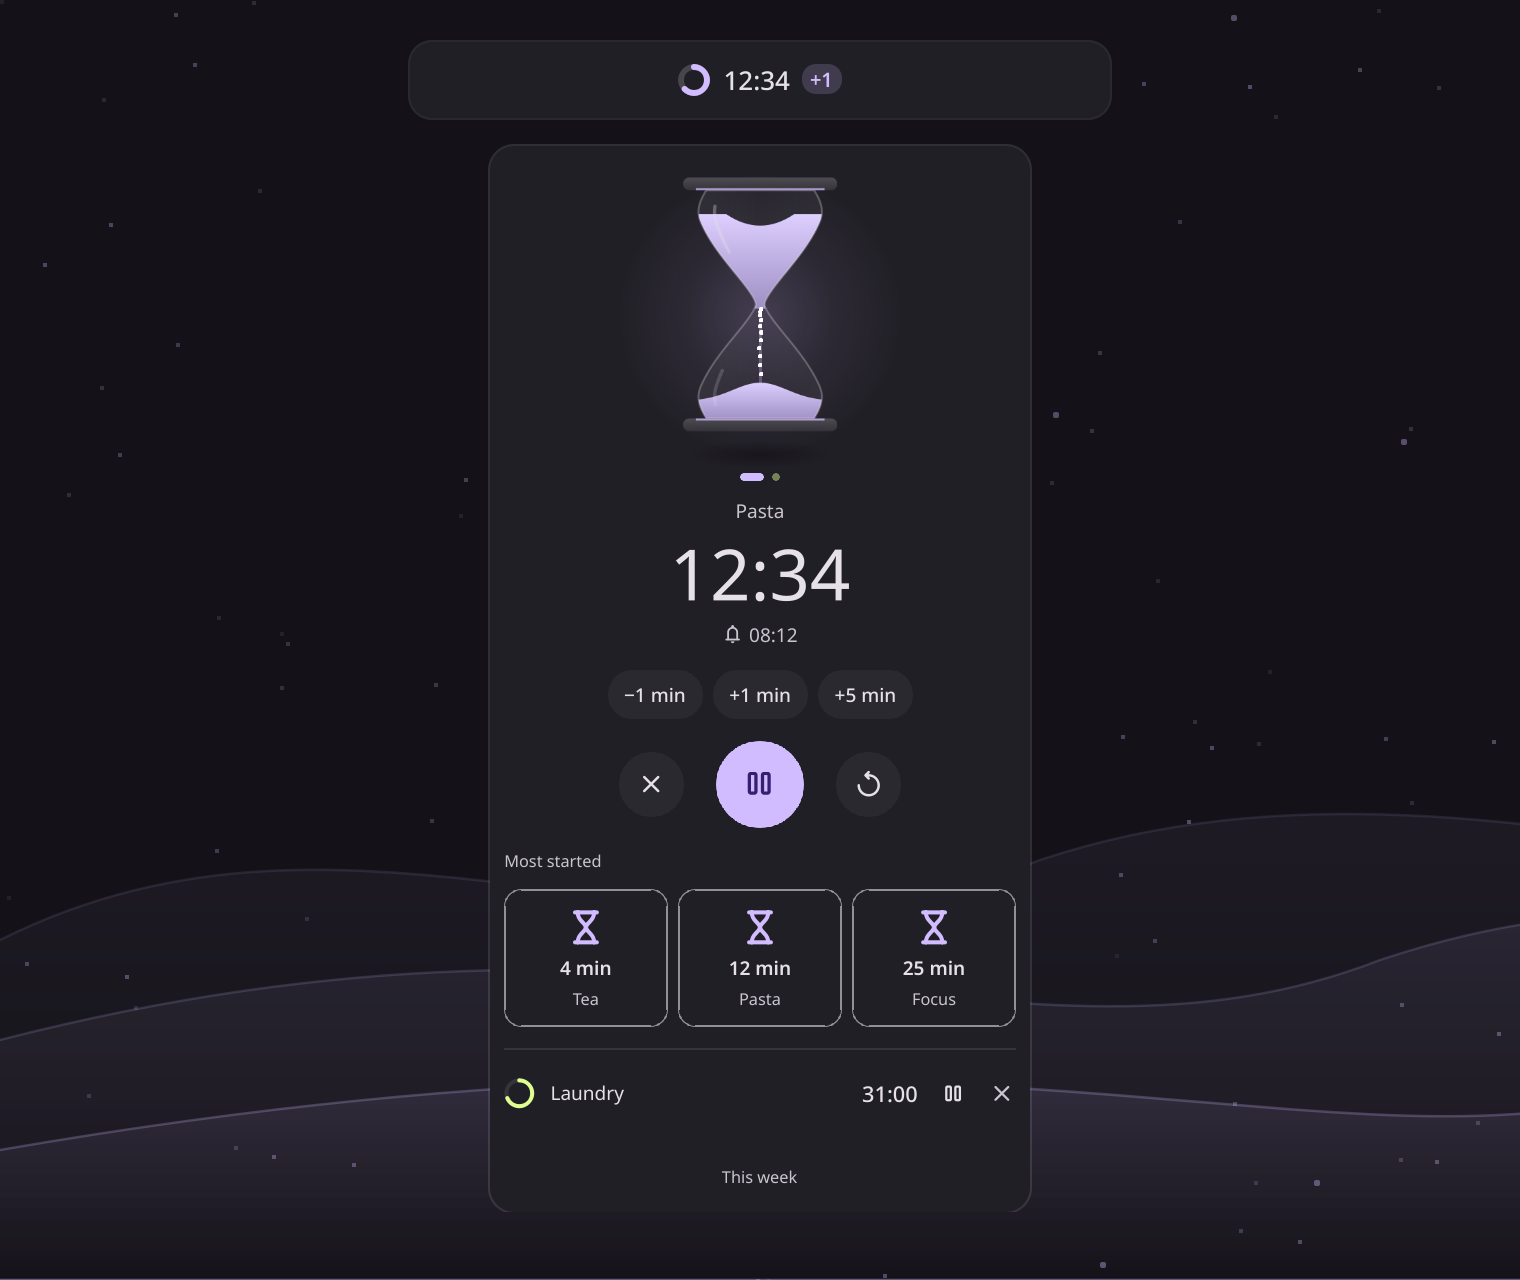 12:34 +1
Pasta
12:34
08:12
−1 min +1 min +5 min
Most started
4 min 12 min 25 min
Tea Pasta Focus
Laundry 31:00
This week